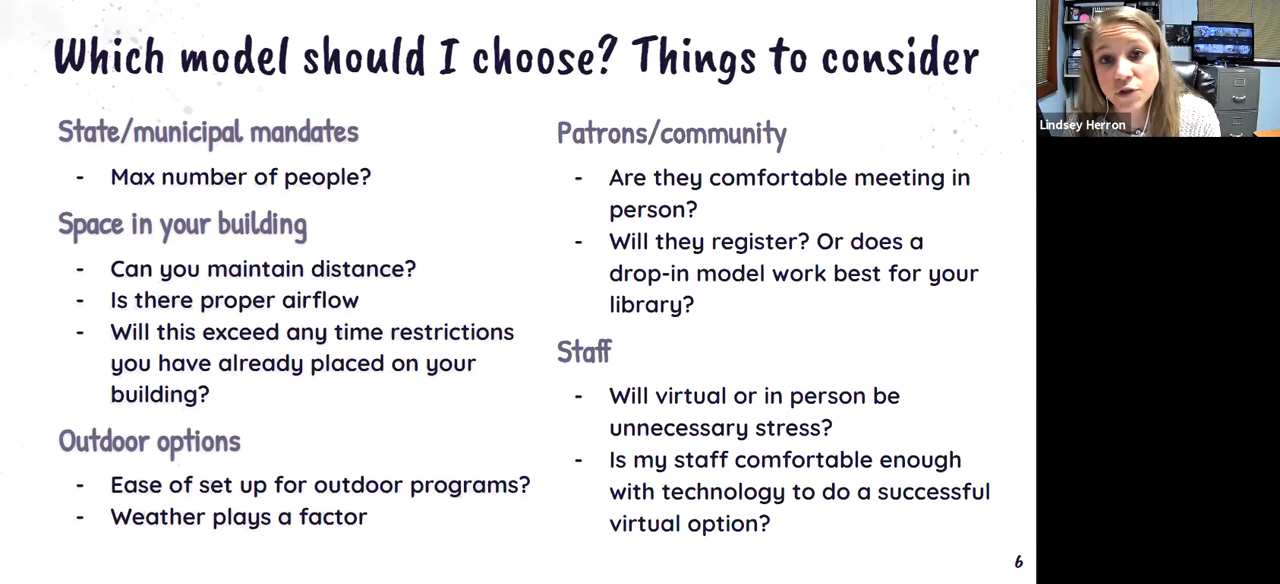 Which model should I choose? Things to consider
State/municipal mandates
- Max number of people?
Space in your building
- Can you maintain distance?
- Is there proper airflow
- Will this exceed any time restrictions
you have already placed on your
building?
Outdoor options
- Ease of set up for outdoor programs?
- Weather plays a factor
Patrons/community
- Are they comfortable meeting in
person?
- Will they register? Or does a
drop-in model work best for your
library?
Staff
- Will virtual or in person be
unnecessary stress?
- Is my staff comfortable enough
with technology to do a successful
virtual option?
6
Lindsey Herron